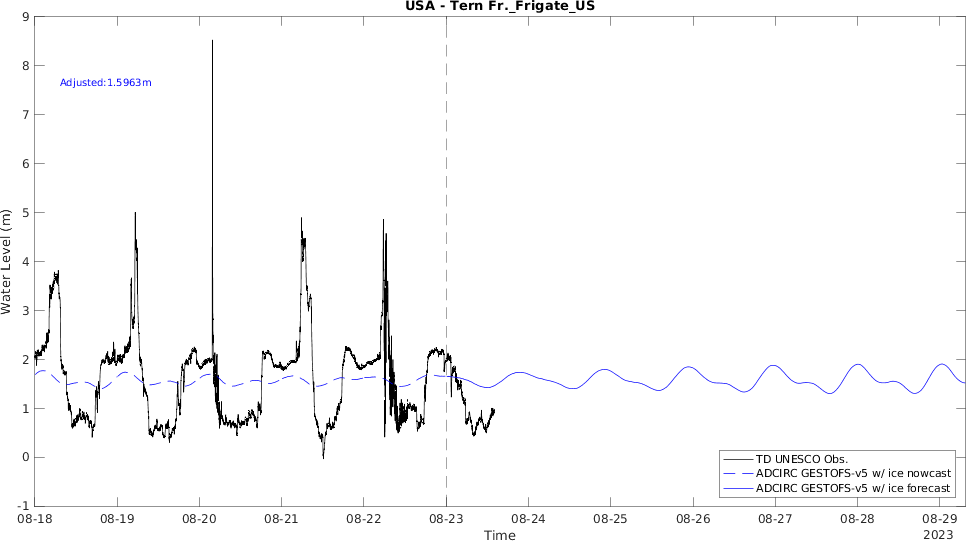 USA - Tern Fr._Frigate_US
9
8
7
6
5
4
3
2
1
0
-1
Water Level (m)
Adjusted:1.5963m
TD UNESCO Obs.
ADCIRC GESTOFS-v5 w/ ice nowcast
ADCIRC GESTOFS-v5 w/ ice forecast
08-18 08-19 08-20 08-21 08-22 08-23 08-24 08-25 08-26 08-27 08-28 08-29
Time
2023